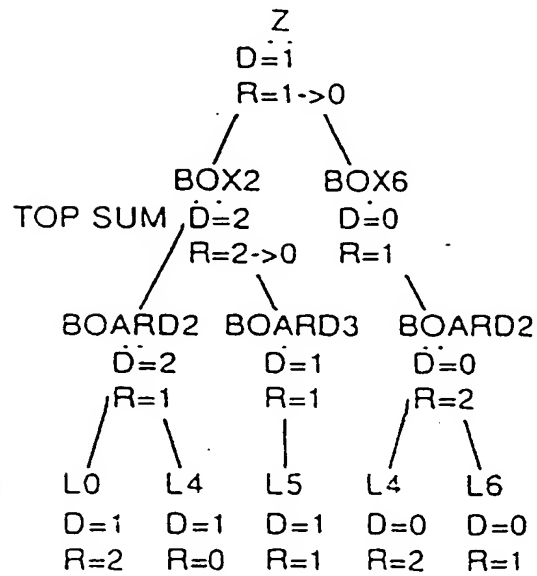 Z
D=1
R=1->0
BOX2 BOX6
TOP SUM D=2 D=0
R=2->0 R=1
BOARD2 BOARD3 BOARD2
D=2 D=1 D=0
R=1 R=1 R=2
L0 L4 L5 L4 L6
D=1 D=1 D=1 D=0 D=0
R=2 R=0 R=1 R=2 R=1